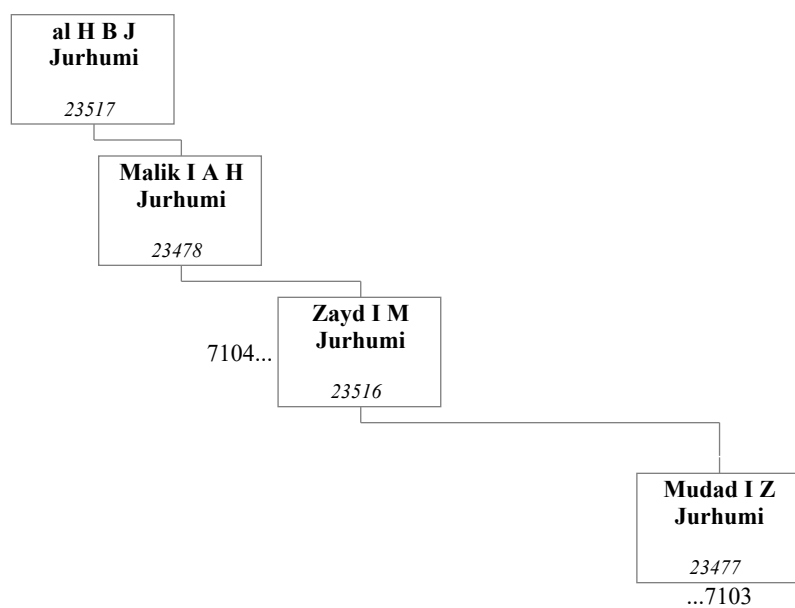 al H B J
Jurhumi
23517
Malik I A H
Jurhumi
23478
Zayd I M
Jurhumi
7104...
23516
Mudad I Z
Jurhumi
23477
...7103